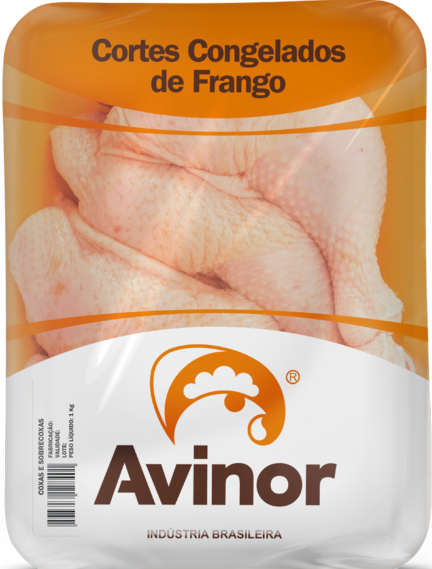 Cortes Congelados
de Frango
®
Avinor
INDÚSTRIA BRASILEIRA
COXAS E SOBRECOXAS
FABRICAÇÃO:
VALIDADE:
LOTE:
PESO LÍQUIDO: 1 Kg